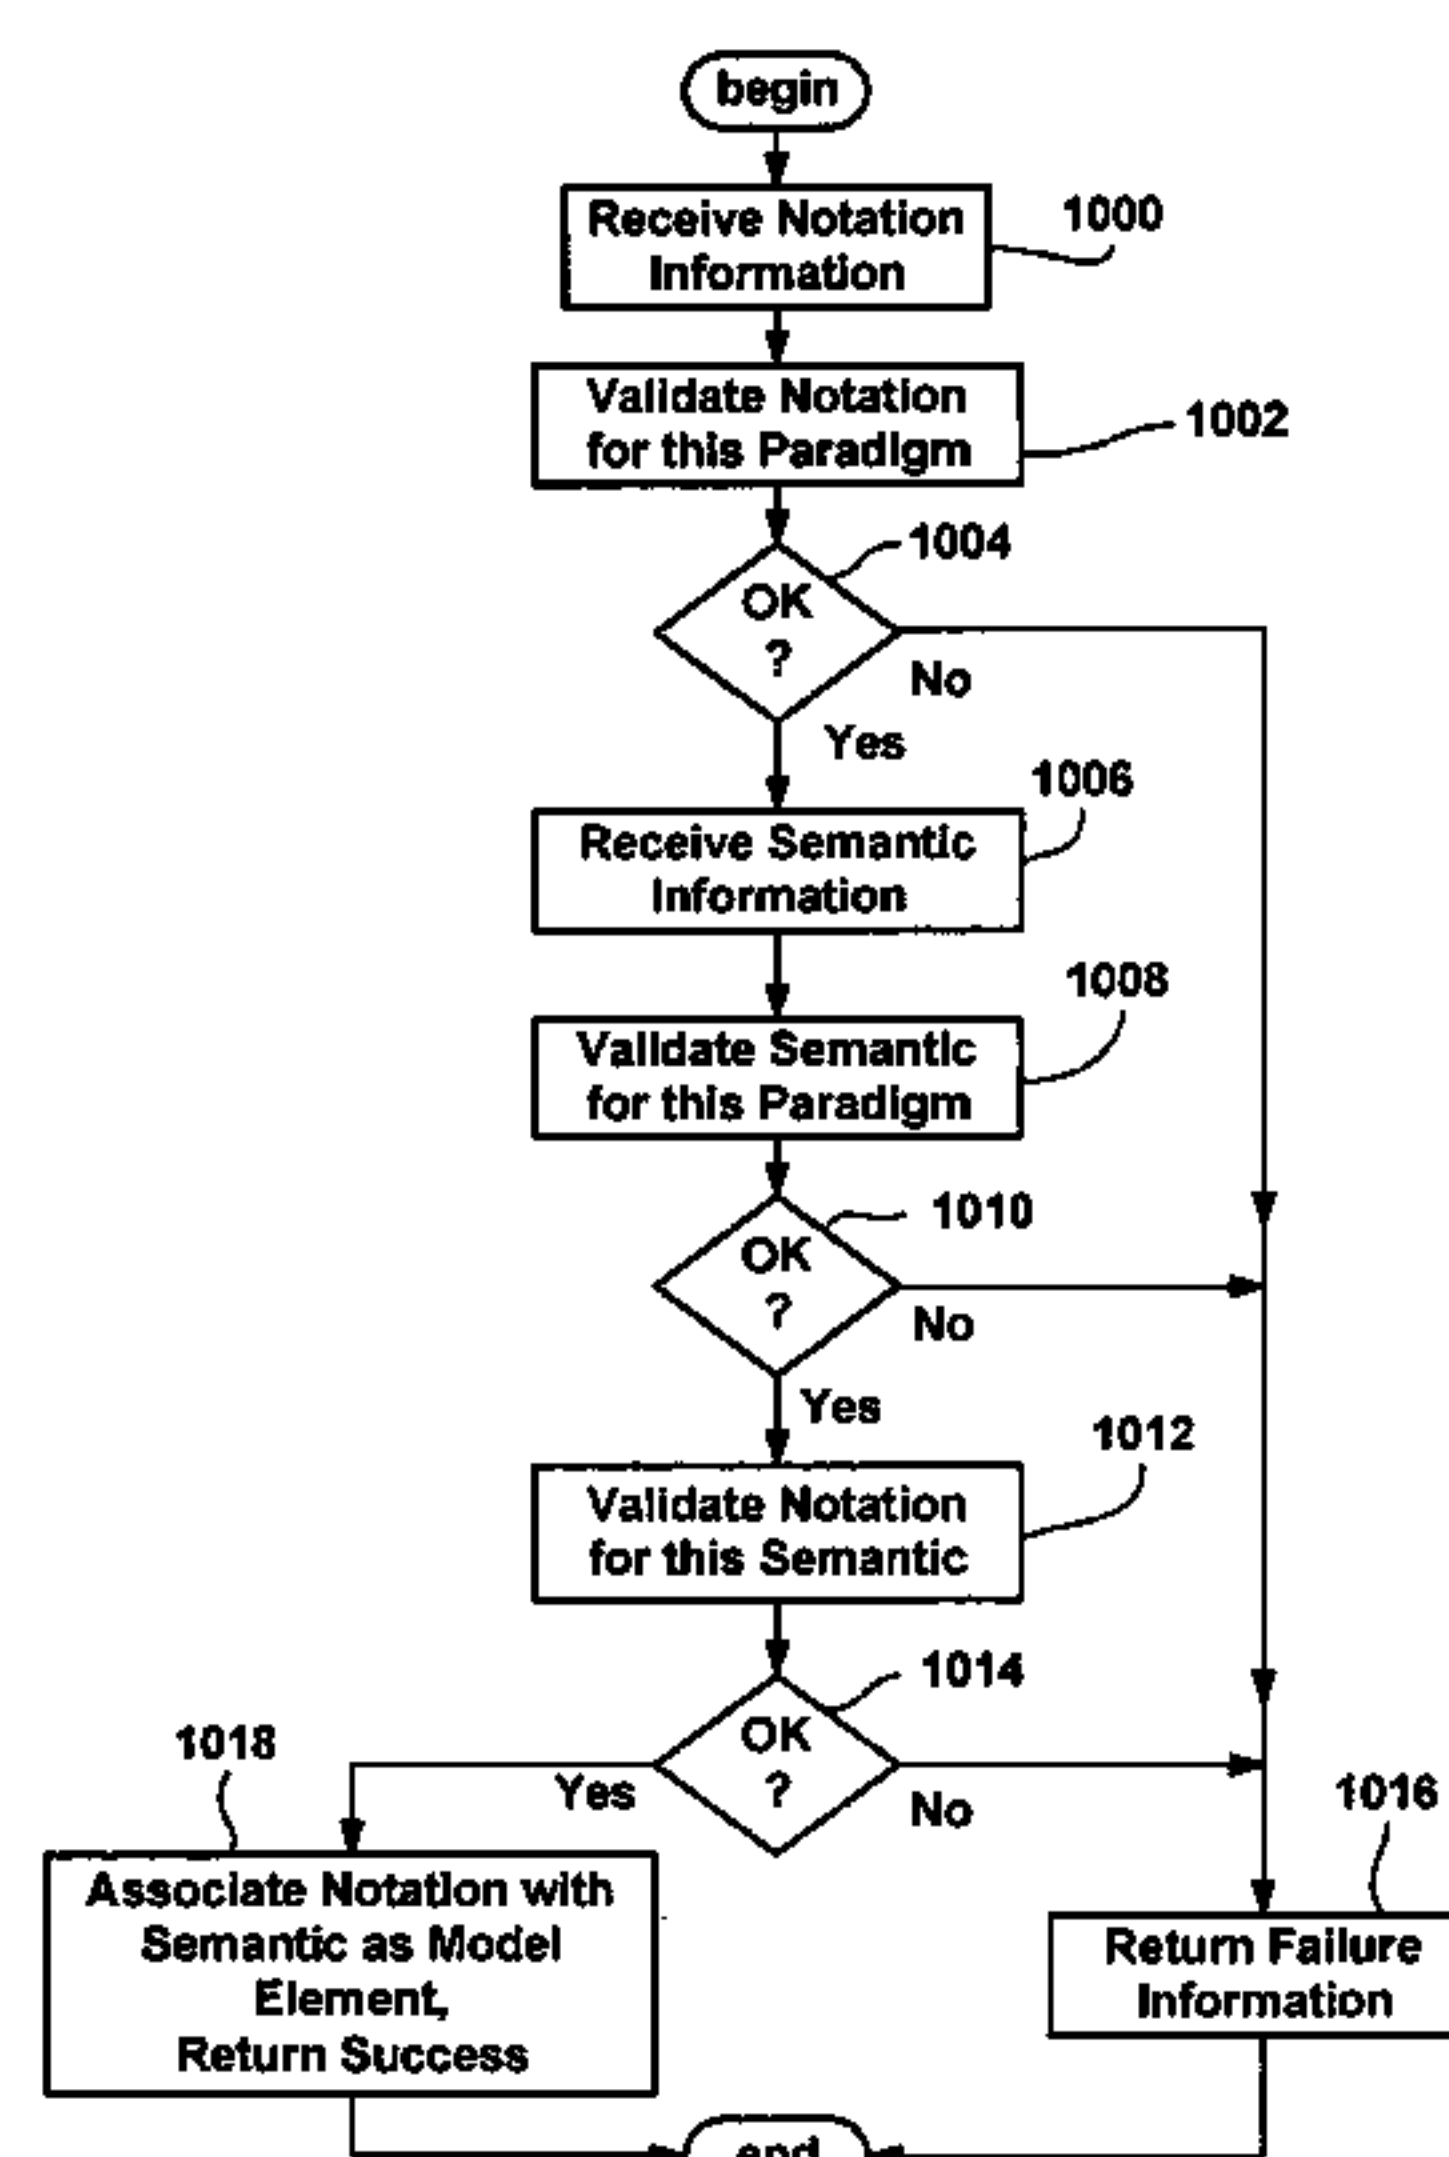 begin
Receive Notation
Information
1000
Validate Notation
for this Paradigm
1002
1004
OK
?
No
Yes
1006
Receive Semantic
Information
1008
Validate Semantic
for this Paradigm
1010
OK
?
No
Yes
1012
Validate Notation
for this Semantic
1014
OK
?
Yes
No
1018
1016
Associate Notation with
Semantic as Model
Element,
Return Success
Return Failure
Information
end